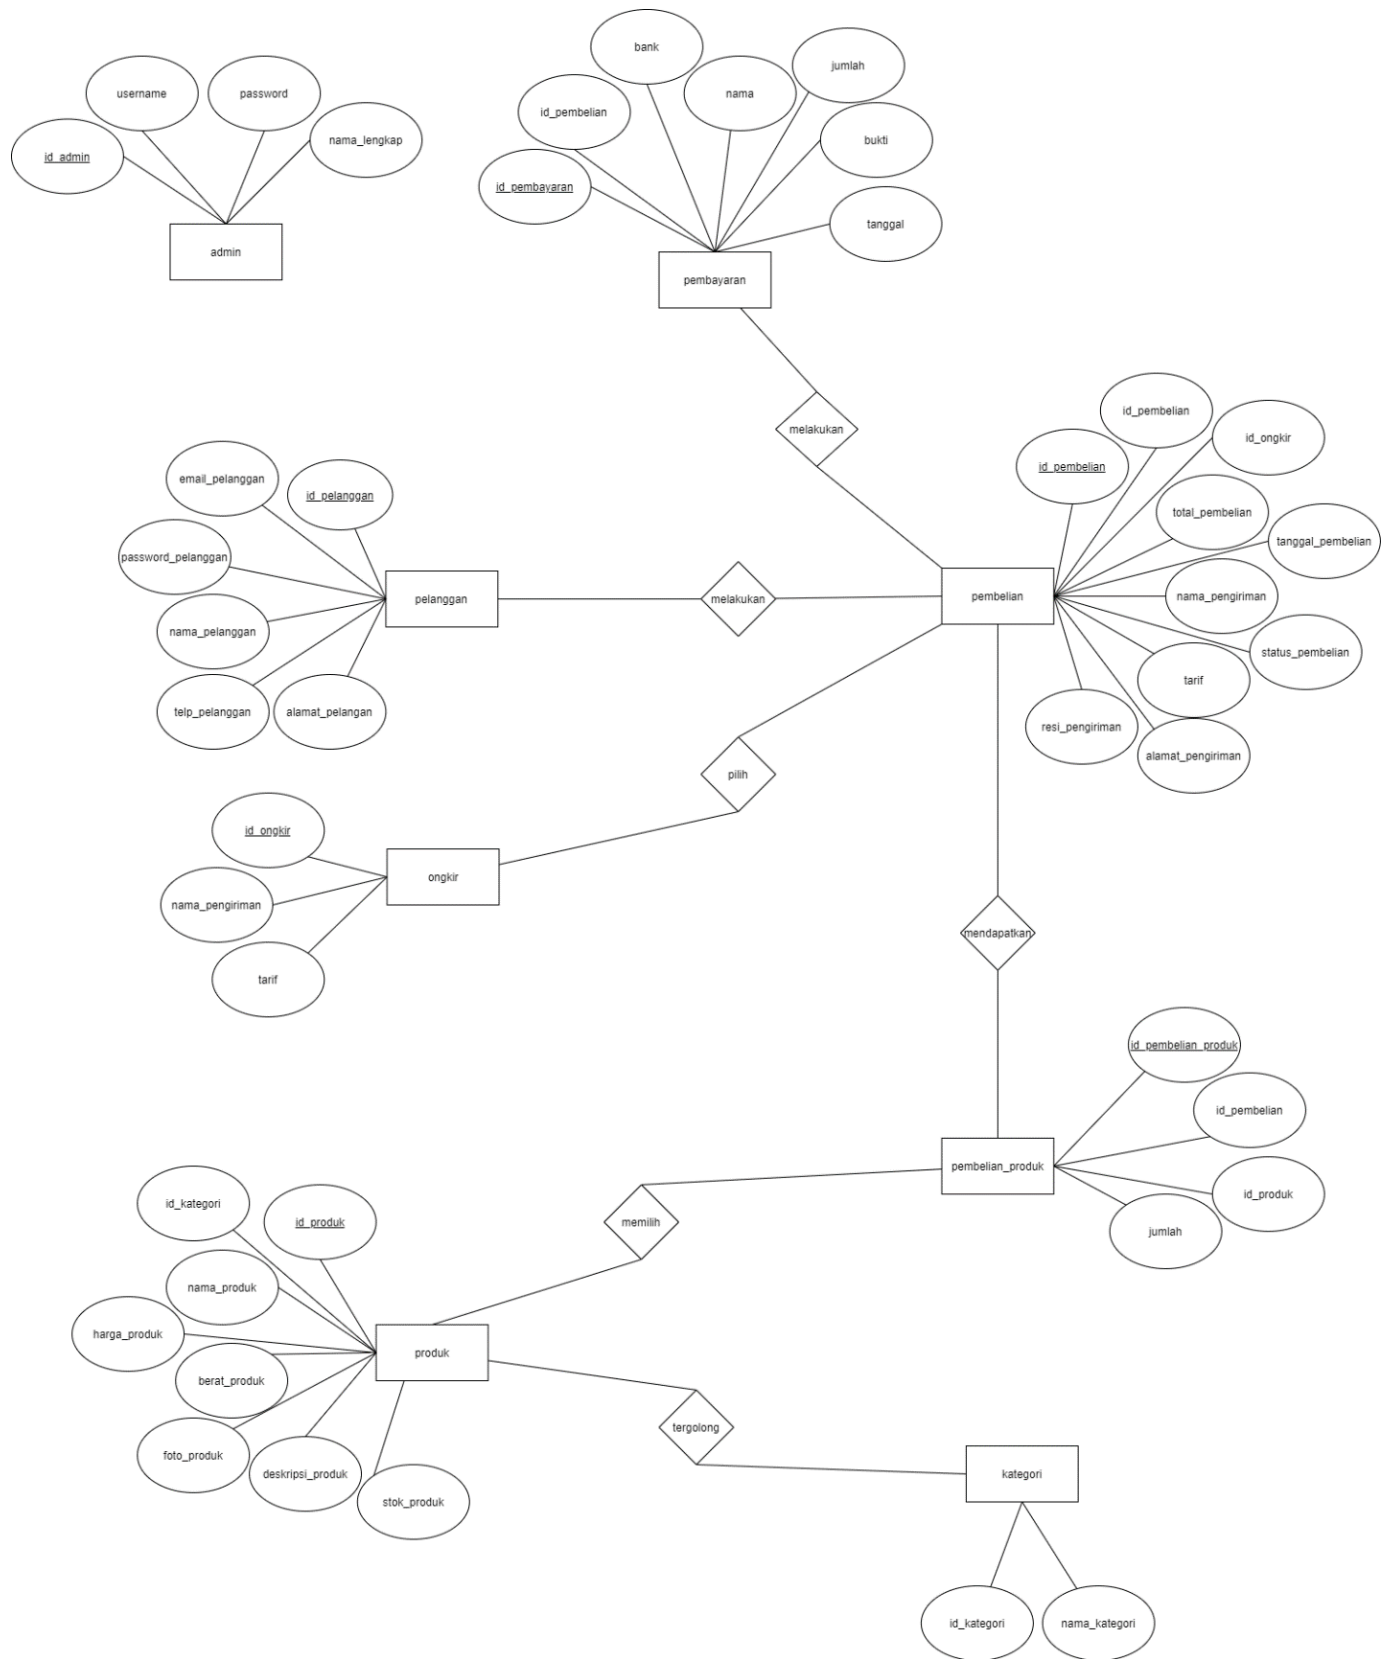 bank
jumlah
username
password
nama
id_pembelian
nama_lengkap
bukti
id_admin
id_pembayaran
tanggal
admin
pembayaran
melakukan
id_pembelian
id_ongkir
id_pembelian
email_pelanggan
id_pelanggan
total_pembelian
tanggal_pembelian
password_pelanggan
pelanggan
melakukan
pembelian
nama_pengiriman
nama_pelanggan
status_pembelian
tarif
telp_pelanggan
alamat_pelangan
resi_pengiriman
alamat_pengiriman
pilih
id_ongkir
ongkir
nama_pengiriman
mendapatkan
tarif
id_pembelian_produk
id_pembelian
pembelian_produk
id_produk
id_kategori
id_produk
memilih
jumlah
nama_produk
harga_produk
produk
berat_produk
tergolong
foto_produk
deskripsi_produk
kategori
stok_produk
id_kategori
nama_kategori